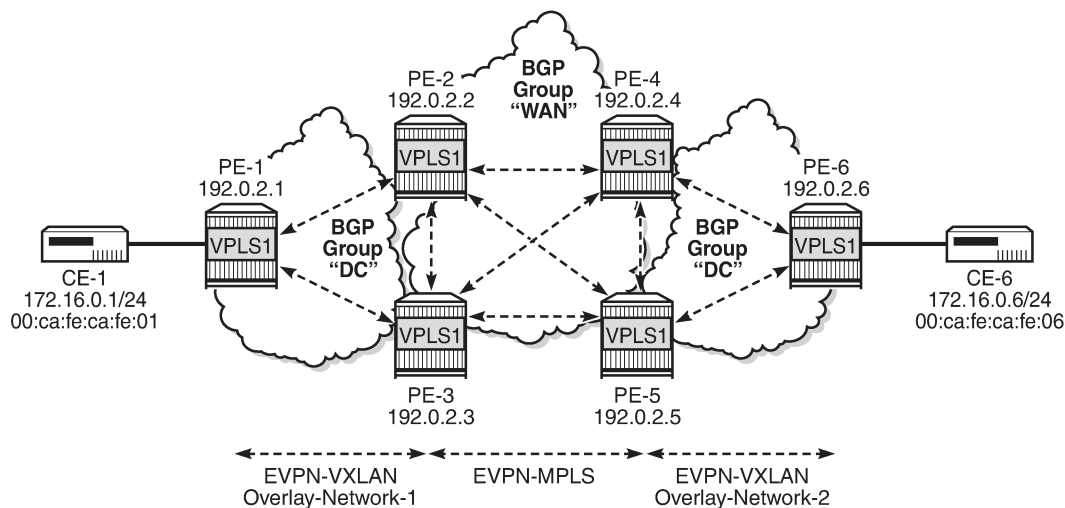 BGP
Group
“WAN”
PE-2
192.0.2.2
PE-4
192.0.2.4
VPLS1
VPLS1
PE-1
192.0.2.1
PE-6
192.0.2.6
VPLS1
BGP
Group
“DC”
BGP
Group
“DC”
VPLS1
CE-1
172.16.0.1/24
00:ca:fe:ca:fe:01
CE-6
172.16.0.6/24
00:ca:fe:ca:fe:06
VPLS1
VPLS1
PE-3
192.0.2.3
PE-5
192.0.2.5
EVPN-VXLAN
Overlay-Network-1
EVPN-MPLS
EVPN-VXLAN
Overlay-Network-2